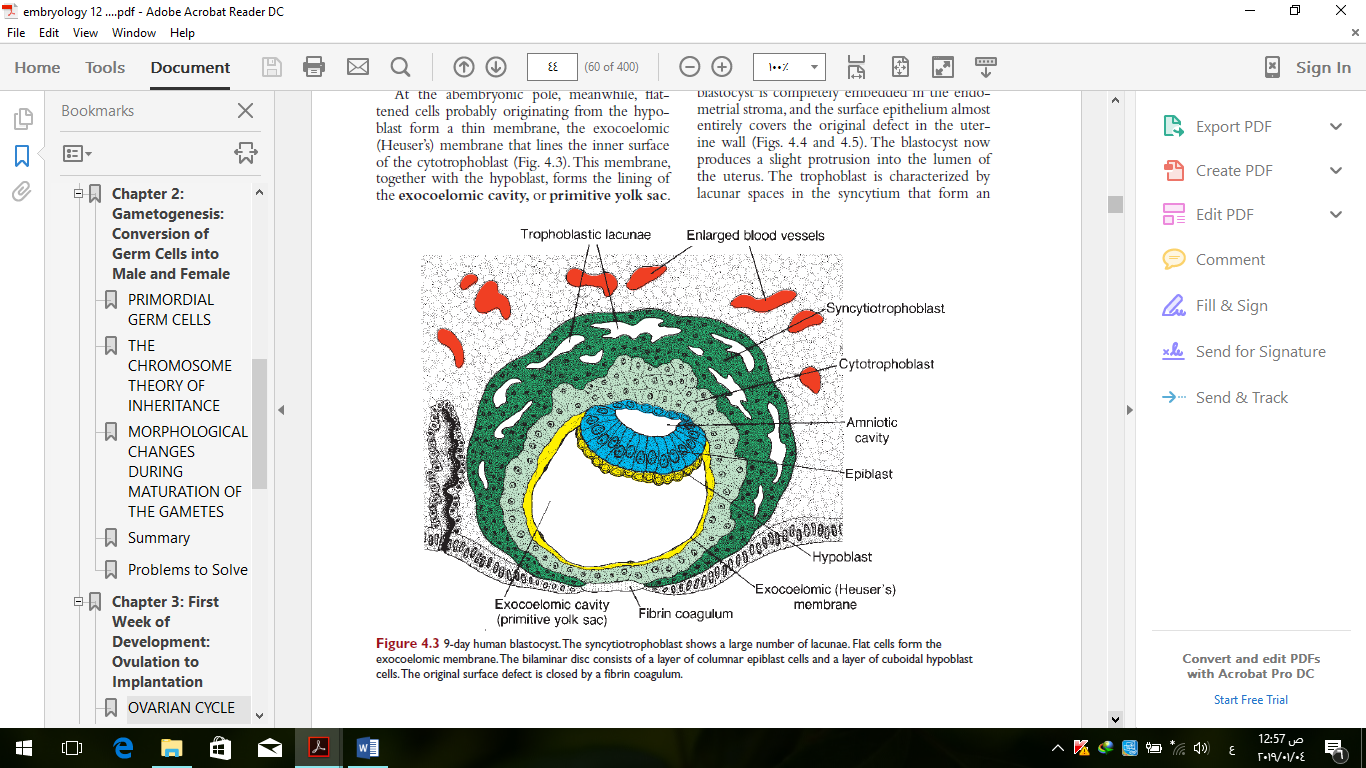 embryology 12 ....pdf - Adobe Acrobat Reader DC
File Edit View Window Help
Home Tools Document
٤٤ (60 of 400)
١٠٠٪
Sign In
Bookmarks
Chapter 2:
Gametogenesis:
Conversion of
Germ Cells into
Male and Female
PRIMORDIAL
GERM CELLS
THE
CHROMOSOME
THEORY OF
INHERITANCE
MORPHOLOGICAL
CHANGES
DURING
MATURATION OF
THE GAMETES
Summary
Problems to Solve
Chapter 3: First
Week of
Development:
Ovulation to
Implantation
OVARIAN CYCLE
At the abembryonic pole, meanwhile, flat-
tened cells probably originating from the hypo-
blast form a thin membrane, the exocoelomic
(Heuser's) membrane that lines the inner surface
of the cytotrophoblast (Fig. 4.3). This membrane,
together with the hypoblast, forms the lining of
the exocoelomic cavity, or primitive yolk sac.
blastocyst is completely embedded in the endo-
metrial stroma, and the surface epithelium almost
entirely covers the original defect in the uter-
ine wall (Figs. 4.4 and 4.5). The blastocyst now
produces a slight protrusion into the lumen of
the uterus. The trophoblast is characterized by
lacunar spaces in the syncytium that form an
Trophoblastic lacunae
Enlarged blood vessels
Syncytiotrophoblast
Cytotrophoblast
Amniotic
cavity
Epiblast
Hypoblast
Exocoelomic (Heuser's)
membrane
Fibrin coagulum
Exocoelomic cavity
(primitive yolk sac)
Figure 4.3 9-day human blastocyst. The syncytiotrophoblast shows a large number of lacunae. Flat cells form the
exocoelomic membrane. The bilaminar disc consists of a layer of columnar epiblast cells and a layer of cuboidal hypoblast
cells. The original surface defect is closed by a fibrin coagulum.
Export PDF
Create PDF
Edit PDF
Comment
Fill & Sign
Send for Signature
Send & Track
Convert and edit PDFs
with Acrobat Pro DC
Start Free Trial
ع
12:57 ص
٢٠١٩/٠١/٠٤